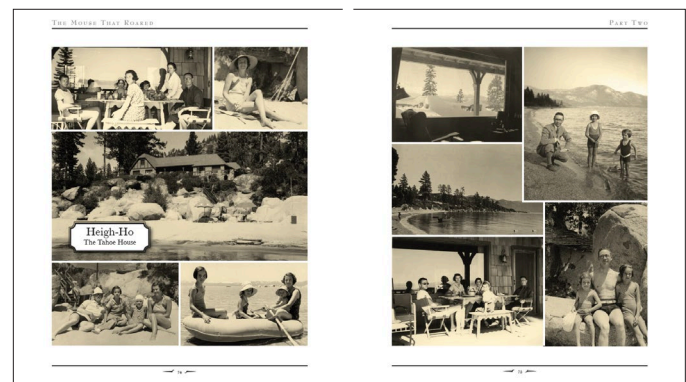 The Mouse That Roared
Part Two
Heigh-Ho
The Tahoe House